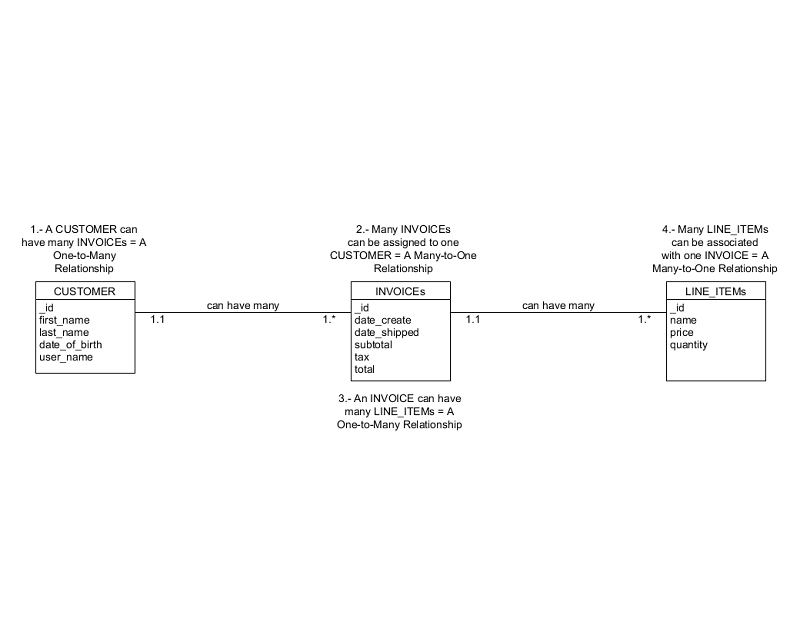 1.- A CUSTOMER can
have many INVOICEs = A
One-to-Many
Relationship
2.- Many INVOICEs
can be assigned to one
CUSTOMER = A Many-to-One
Relationship
4.- Many LINE_ITEMs
can be associated
with one INVOICE = A
Many-to-One Relationship
CUSTOMER
_id
first_name
last_name
date_of_birth
user_name
can have many
1.1
1.*
INVOICEs
_id
date_create
date_shipped
subtotal
tax
total
can have many
1.1
1.*
LINE_ITEMs
_id
name
price
quantity
3.- An INVOICE can have
many LINE_ITEMs = A
One-to-Many Relationship